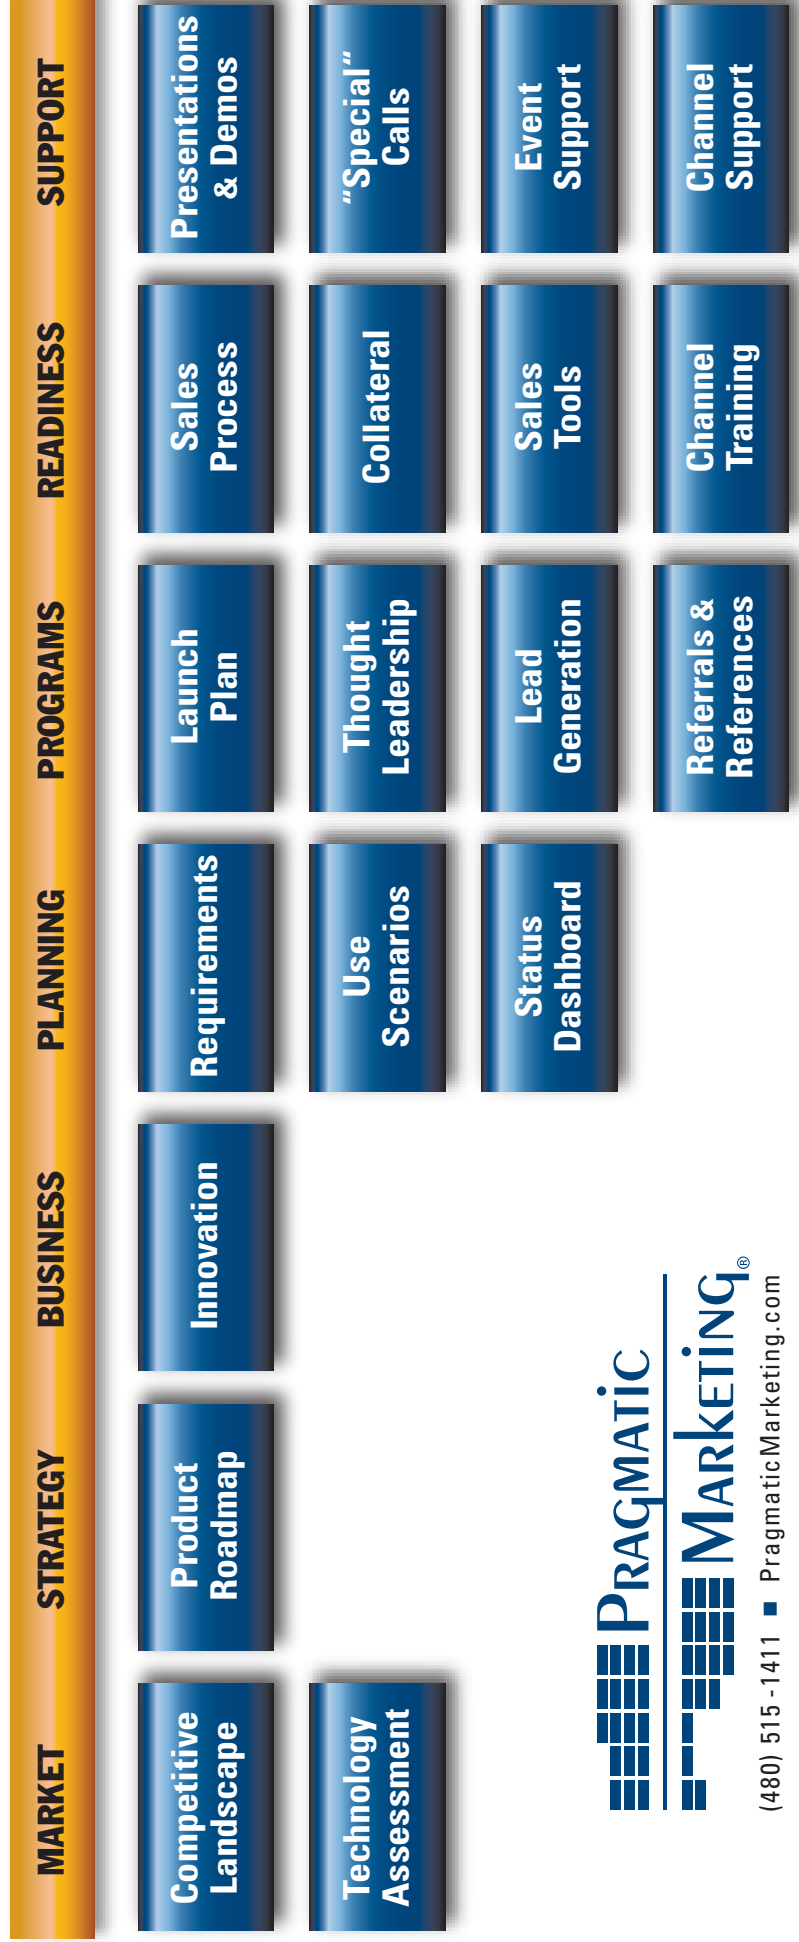 MARKET STRATEGY BUSINESS PLANNING PROGRAMS READINESS SUPPORT
Competitive
Landscape
Product
Roadmap
Innovation
Requirements
Launch
Plan
Sales
Process
Presentations
& Demos
Technology
Assessment
Use
Scenarios
Thought
Leadership
Collateral
“Special“
Calls
Status
Dashboard
Lead
Generation
Sales
Tools
Event
Support
Referrals &
References
Channel
Training
Channel
Support
PRAGMATIC
MARKETING®
(480) 515-1411 ■ PragmaticMarketing.com